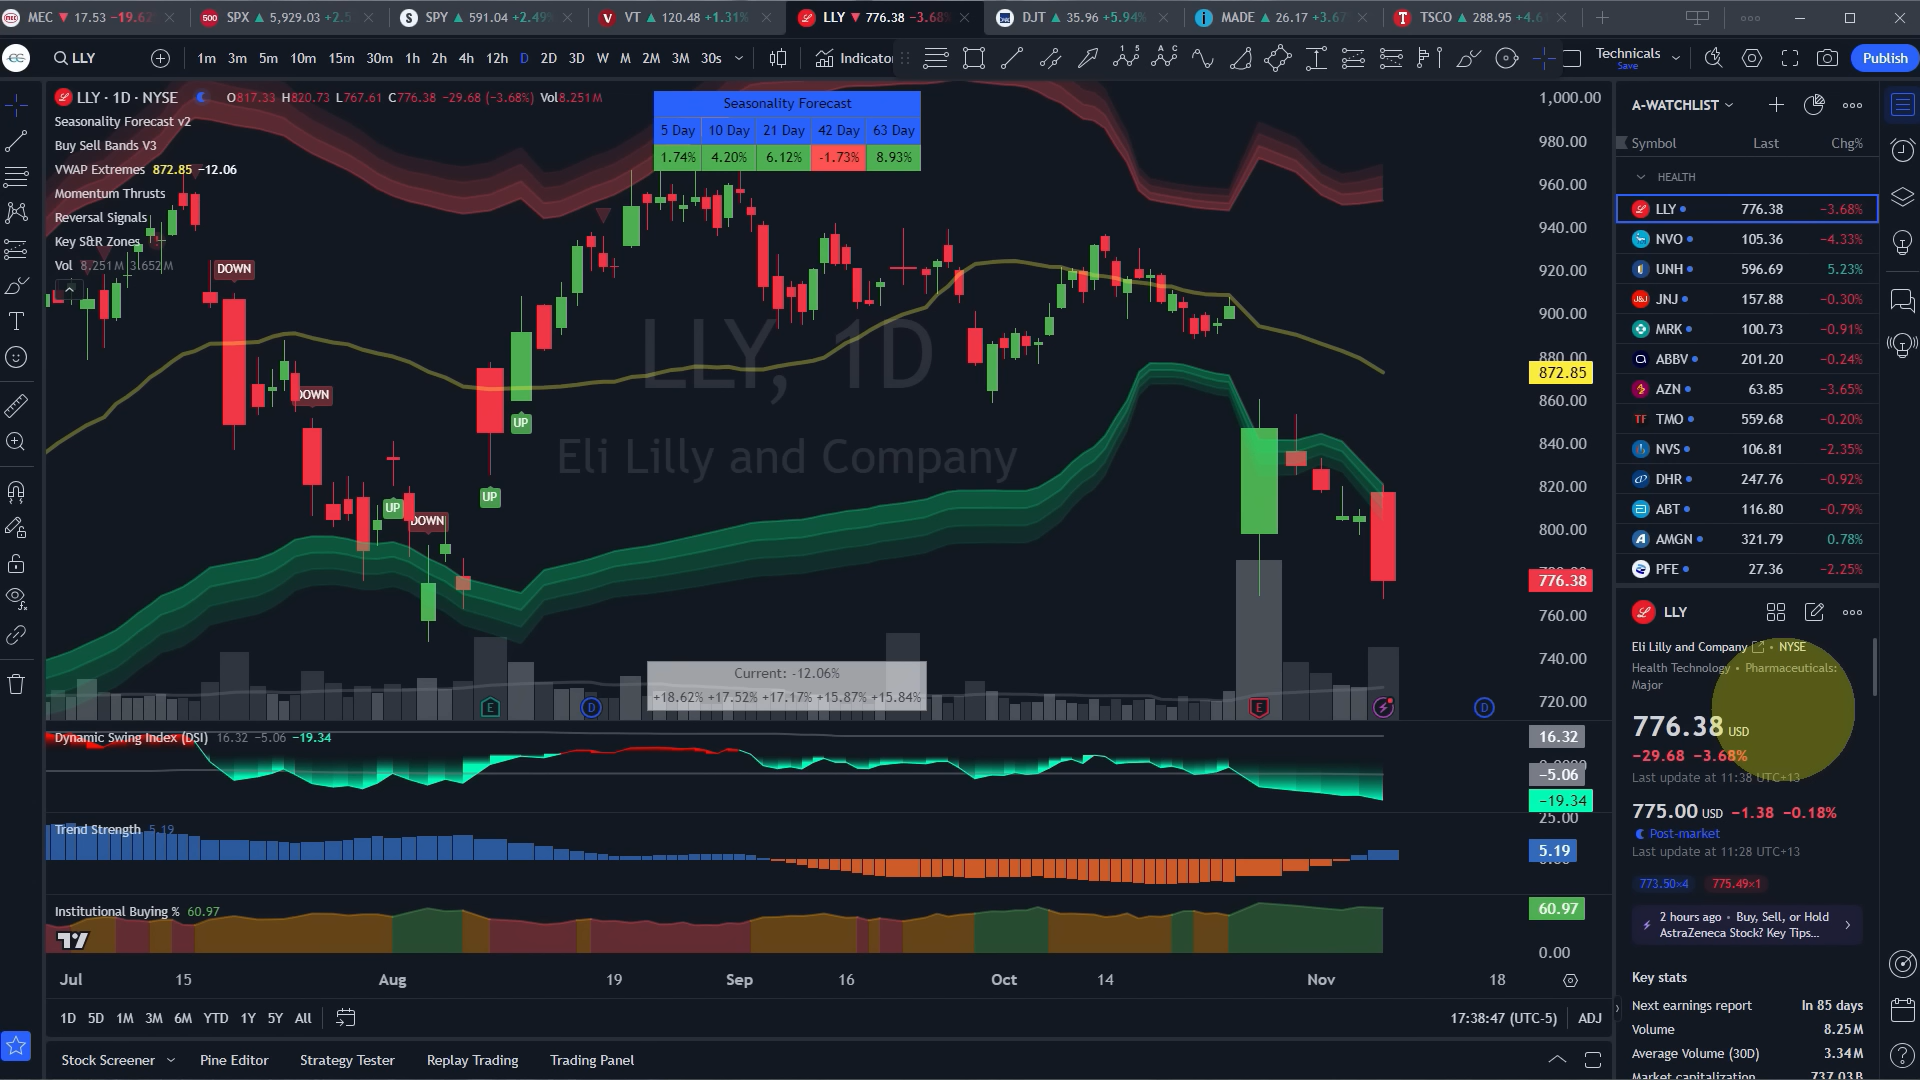 MEC ▼ 17.53 −19.62
SPX ▲ 5,929.03 +2.5
SPY ▲ 591.04 +2.49%
VT ▲ 120.48 +1.31%
LLY ▼ 776.38 −3.68%
DJT ▲ 35.96 +5.94%
MADE ▲ 26.17 +3.67
TSCO ▲ 288.95 +4.6
LLY
1m 3m 5m 10m 15m 30m 1h 2h 4h 12h D 2D 3D W M 2M 3M 30s
Indicator
Technicals
Save
Publish
LLY · 1D · NYSE
O817.33 H820.73 L767.61 C776.38 −29.68 (−3.68%) Vol8.251M
Seasonality Forecast v2
Buy Sell Bands V3
VWAP Extremes 872.85 −12.06
Momentum Thrusts
Reversal Signals
Key S&R Zones
Vol 8.251M 3.652M
Seasonality Forecast
5 Day 10 Day 21 Day 42 Day 63 Day
1.74% 4.20% 6.12% -1.73% 8.93%
DOWN
DOWN
UP
DOWN
UP
UP
LLY, 1D
Eli Lilly and Company
Current: -12.06%
+18.62% +17.52% +17.17% +15.87% +15.84%
E
D
E
D
1,000.00
980.00
960.00
940.00
920.00
900.00
880.00
872.85
860.00
840.00
820.00
800.00
776.38
760.00
740.00
720.00
Dynamic Swing Index (DSI) 16.32 −5.06 −19.34
16.32
−5.06
−19.34
Trend Strength 5.19
25.00
5.19
Institutional Buying % 60.97
60.97
0.00
Jul 15 Aug 19 Sep 16 Oct 14 Nov 18
1D 5D 1M 3M 6M YTD 1Y 5Y All
17:38:47 (UTC-5) ADJ
Stock Screener Pine Editor Strategy Tester Replay Trading Trading Panel
A-WATCHLIST
Symbol Last Chg%
HEALTH
LLY 776.38 −3.68%
NVO 105.36 −4.33%
UNH 596.69 5.23%
JNJ 157.88 −0.30%
MRK 100.73 −0.91%
ABBV 201.20 −0.24%
AZN 63.85 −3.65%
TMO 559.68 −0.20%
NVS 106.81 −2.35%
DHR 247.76 −0.92%
ABT 116.80 −0.79%
AMGN 321.79 0.78%
PFE 27.36 −2.25%
LLY
Eli Lilly and Company • NYSE
Health Technology • Pharmaceuticals:
Major
776.38 USD
−29.68 −3.68%
Last update at 11:38 UTC+13
775.00 USD −1.38 −0.18%
Post-market
Last update at 11:28 UTC+13
773.50×4 775.49×1
2 hours ago • Buy, Sell, or Hold
AstraZeneca Stock? Key Tips...
Key stats
Next earnings report In 85 days
Volume 8.25M
Average Volume (30D) 3.34M
Market capitalization 737.03B